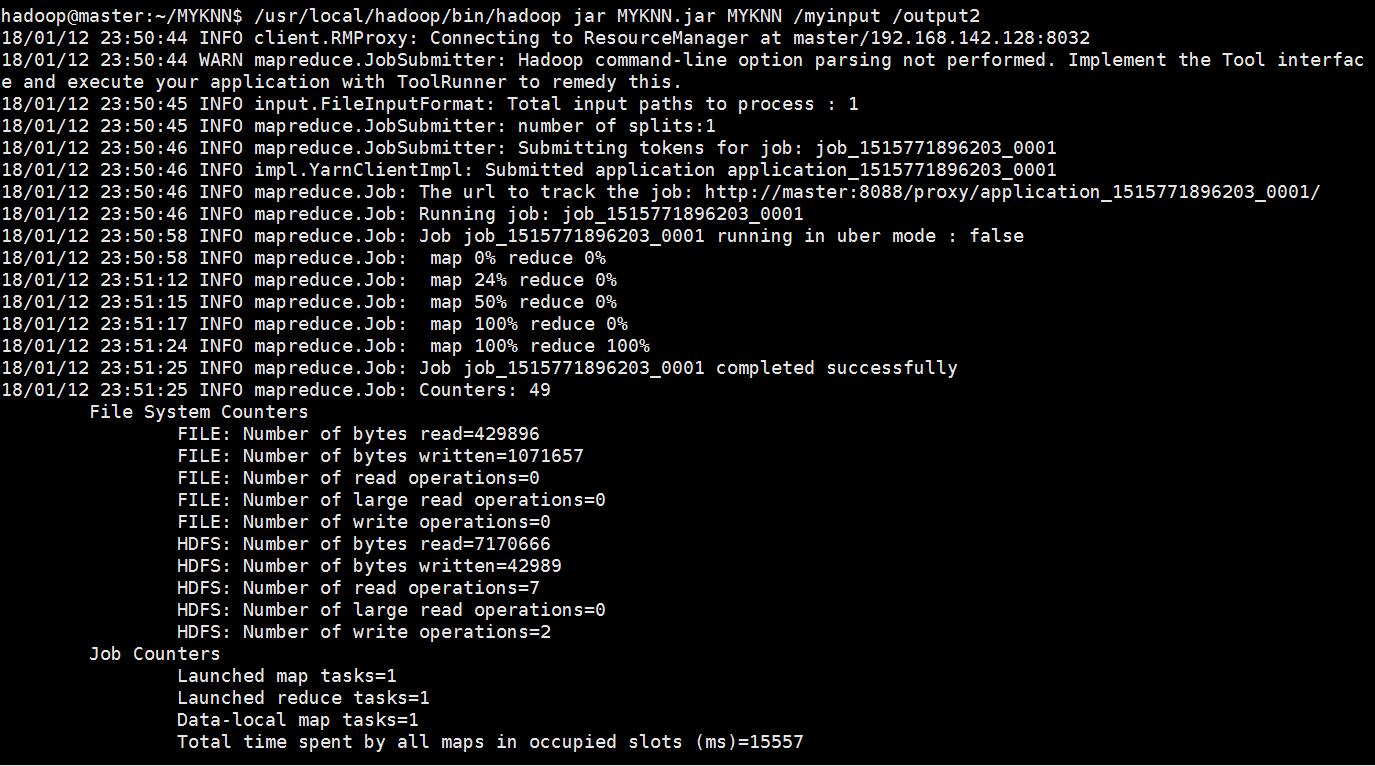 hadoop@master:~/MYKNN$ /usr/local/hadoop/bin/hadoop jar MYKNN.jar MYKNN /myinput /output2
18/01/12 23:50:44 INFO client.RMProxy: Connecting to ResourceManager at master/192.168.142.128:8032
18/01/12 23:50:44 WARN mapreduce.JobSubmitter: Hadoop command-line option parsing not performed. Implement the Tool interfac
e and execute your application with ToolRunner to remedy this.
18/01/12 23:50:45 INFO input.FileInputFormat: Total input paths to process : 1
18/01/12 23:50:45 INFO mapreduce.JobSubmitter: number of splits:1
18/01/12 23:50:46 INFO mapreduce.JobSubmitter: Submitting tokens for job: job_1515771896203_0001
18/01/12 23:50:46 INFO impl.YarnClientImpl: Submitted application application_1515771896203_0001
18/01/12 23:50:46 INFO mapreduce.Job: The url to track the job: http://master:8088/proxy/application_1515771896203_0001/
18/01/12 23:50:46 INFO mapreduce.Job: Running job: job_1515771896203_0001
18/01/12 23:50:58 INFO mapreduce.Job: Job job_1515771896203_0001 running in uber mode : false
18/01/12 23:50:58 INFO mapreduce.Job:  map 0% reduce 0%
18/01/12 23:51:12 INFO mapreduce.Job:  map 24% reduce 0%
18/01/12 23:51:15 INFO mapreduce.Job:  map 50% reduce 0%
18/01/12 23:51:17 INFO mapreduce.Job:  map 100% reduce 0%
18/01/12 23:51:24 INFO mapreduce.Job:  map 100% reduce 100%
18/01/12 23:51:25 INFO mapreduce.Job: Job job_1515771896203_0001 completed successfully
18/01/12 23:51:25 INFO mapreduce.Job: Counters: 49
File System Counters
FILE: Number of bytes read=429896
FILE: Number of bytes written=1071657
FILE: Number of read operations=0
FILE: Number of large read operations=0
FILE: Number of write operations=0
HDFS: Number of bytes read=7170666
HDFS: Number of bytes written=42989
HDFS: Number of read operations=7
HDFS: Number of large read operations=0
HDFS: Number of write operations=2
Job Counters
Launched map tasks=1
Launched reduce tasks=1
Data-local map tasks=1
Total time spent by all maps in occupied slots (ms)=15557